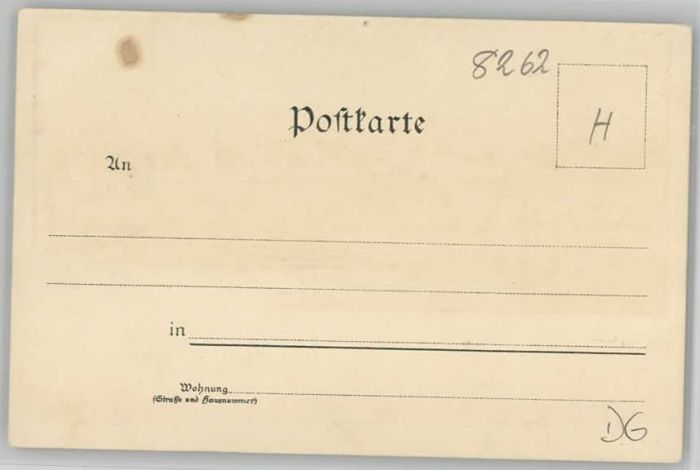 8262
Poſtkarte
H
An
in
Wohnung
(Straße und Hausnummer)
DG